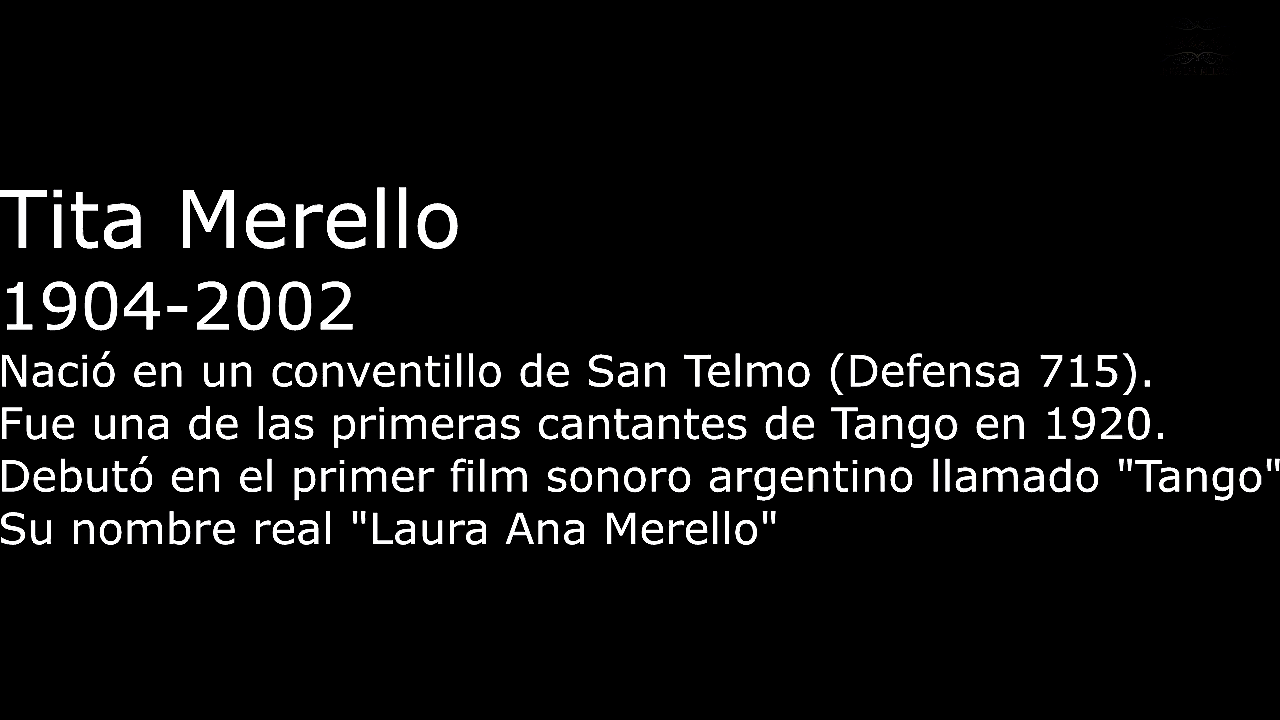 Tita Merello
1904-2002
Nació en un conventillo de San Telmo (Defensa 715).
Fue una de las primeras cantantes de Tango en 1920.
Debutó en el primer film sonoro argentino llamado "Tango"
Su nombre real "Laura Ana Merello"